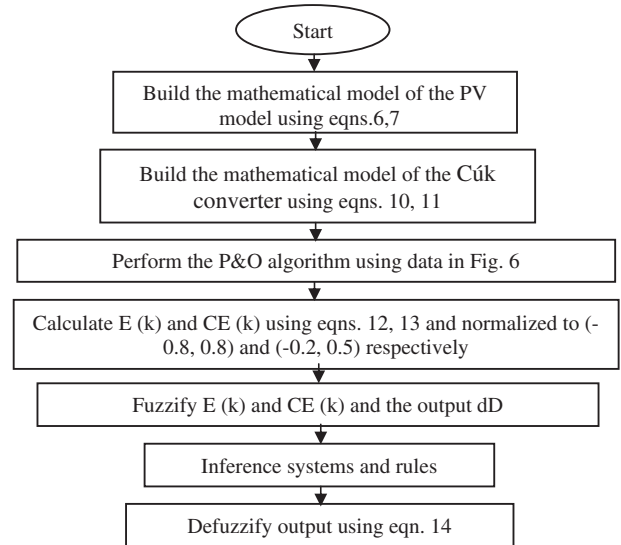 Start
Build the mathematical model of the PV
model using eqns.6,7
Build the mathematical model of the Cúk
converter using eqns. 10, 11
Perform the P&O algorithm using data in Fig. 6
Calculate E (k) and CE (k) using eqns. 12, 13 and normalized to (-
0.8, 0.8) and (-0.2, 0.5) respectively
Fuzzify E (k) and CE (k) and the output dD
Inference systems and rules
Defuzzify output using eqn. 14